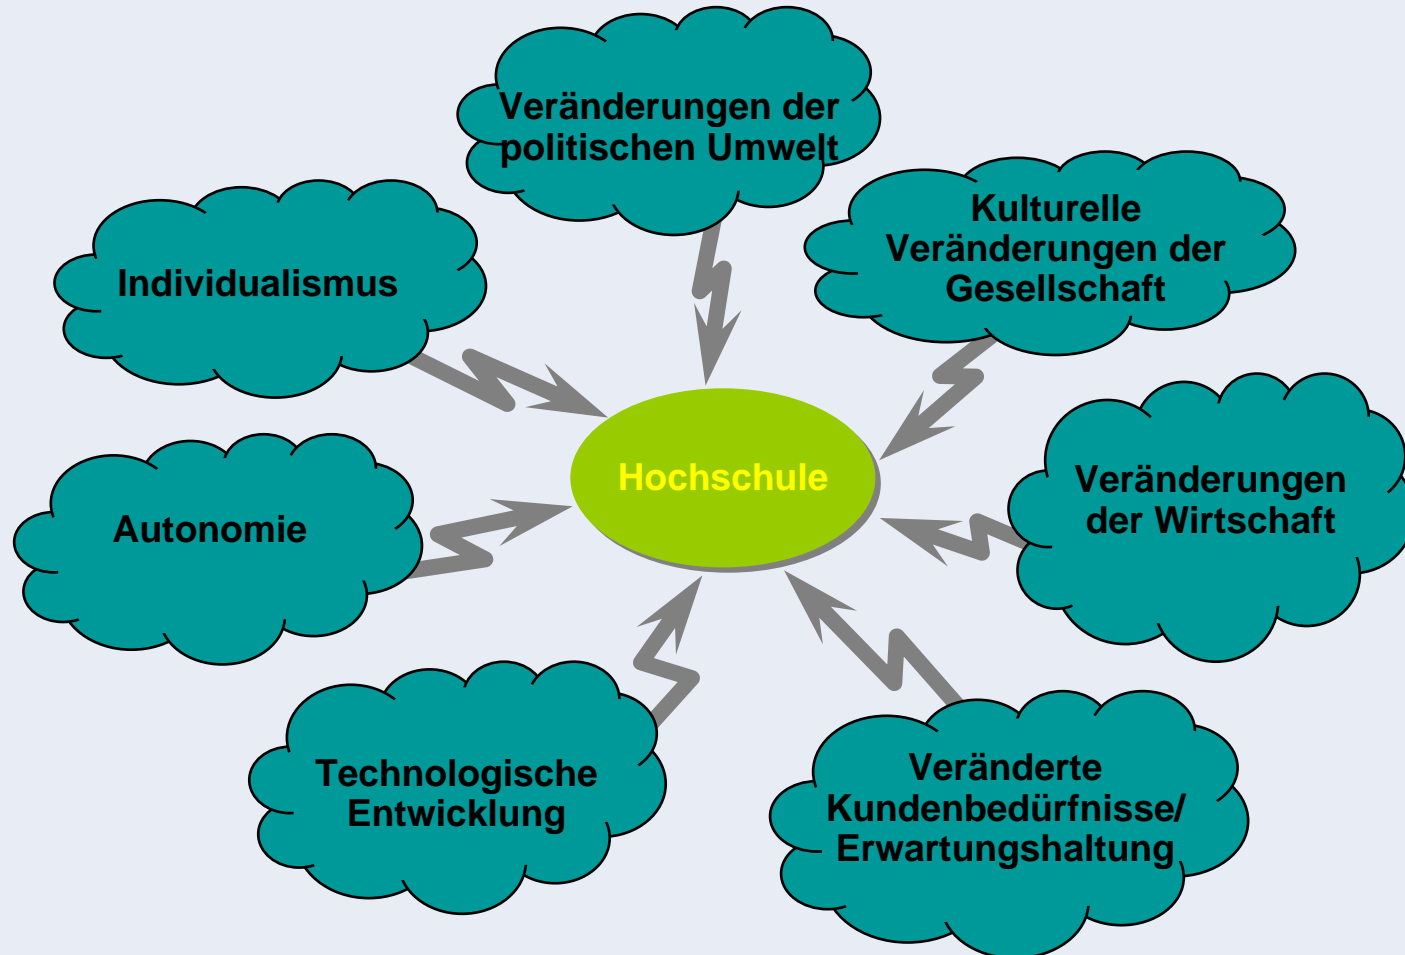 Veränderungen der
politischen Umwelt
Kulturelle
Veränderungen der
Gesellschaft
Individualismus
Hochschule
Veränderungen
der Wirtschaft
Autonomie
Technologische
Entwicklung
Veränderte
Kundenbedürfnisse/
Erwartungshaltung